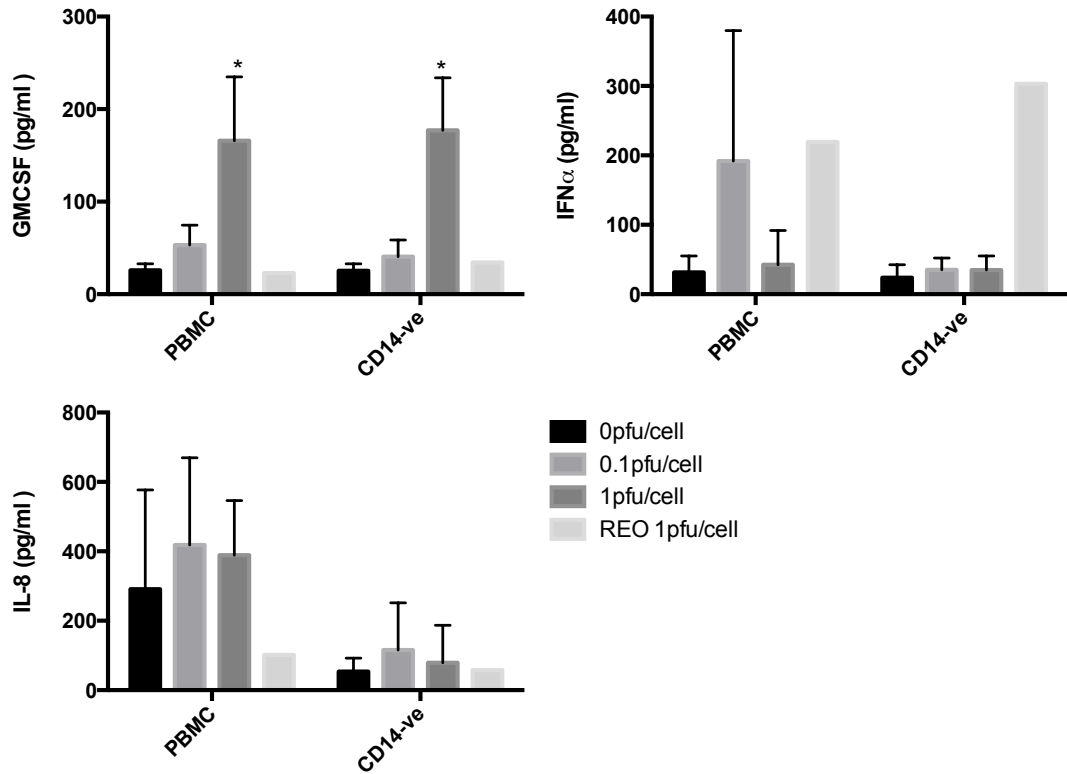 300
200
100
0
GMCSF (pg/ml )
*
*
PBMC
CD14-ve
400
300
200
100
0
IFNα (pg/ml)
PBMC
CD14-ve
800
600
400
200
0
IL-8 (pg/ml )
PBMC
CD14-ve
0pfu/cell
0.1pfu/cell
1pfu/cell
REO 1pfu/cell